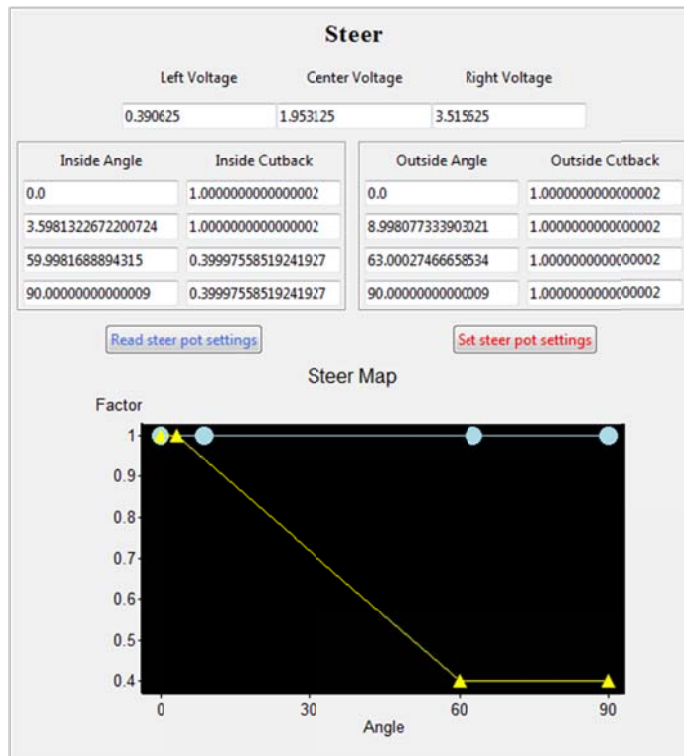 Steer
Left Voltage Center Voltage Right Voltage
0.390625 1.953125 3.515625
Inside Angle Inside Cutback Outside Angle Outside Cutback
0.0 1.0000000000000002 0.0 1.0000000000000002
3.5981322672200724 1.0000000000000002 8.998077333903021 1.0000000000000002
59.9981688894315 0.39997558519241927 63.00027466658534 1.0000000000000002
90.00000000000009 0.39997558519241927 90.00000000000009 1.0000000000000002
Read steer pot settings Set steer pot settings
Steer Map
Factor
1
0.9
0.8
0.7
0.6
0.5
0.4
0 30 60 90
Angle